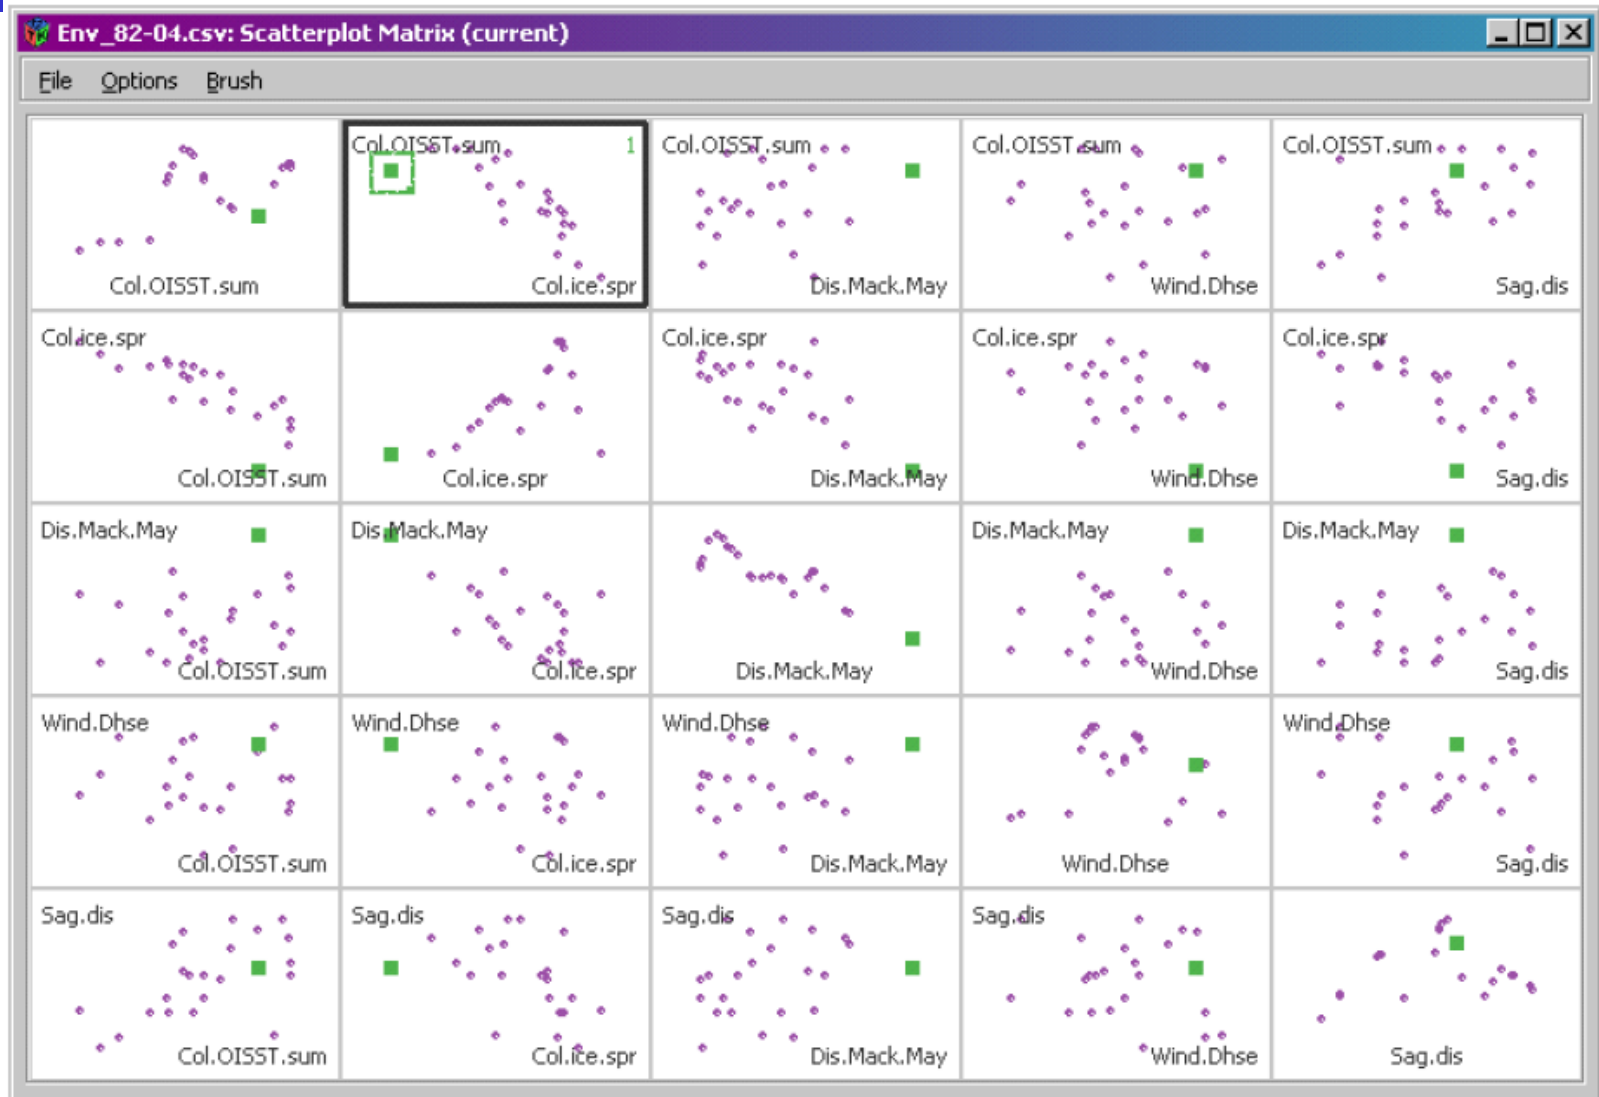 Env_82-04.csv: Scatterplot Matrix (current)
File Options Brush
Col.OISST.sum
Col.OISST.sum 1
Col.ice.spr
Col.OISST.sum
Dis.Mack.May
Col.OISST.sum
Wind.Dhse
Col.OISST.sum
Sag.dis
Col.ice.spr
Col.OISST.sum
Col.ice.spr
Col.ice.spr
Dis.Mack.May
Col.ice.spr
Wind.Dhse
Col.ice.spr
Sag.dis
Dis.Mack.May
Col.OISST.sum
Dis.Mack.May
Col.ice.spr
Dis.Mack.May
Dis.Mack.May
Wind.Dhse
Dis.Mack.May
Sag.dis
Wind.Dhse
Col.OISST.sum
Wind.Dhse
Col.ice.spr
Wind.Dhse
Dis.Mack.May
Wind.Dhse
Wind.Dhse
Sag.dis
Sag.dis
Col.OISST.sum
Sag.dis
Col.ice.spr
Sag.dis
Dis.Mack.May
Sag.dis
Wind.Dhse
Sag.dis